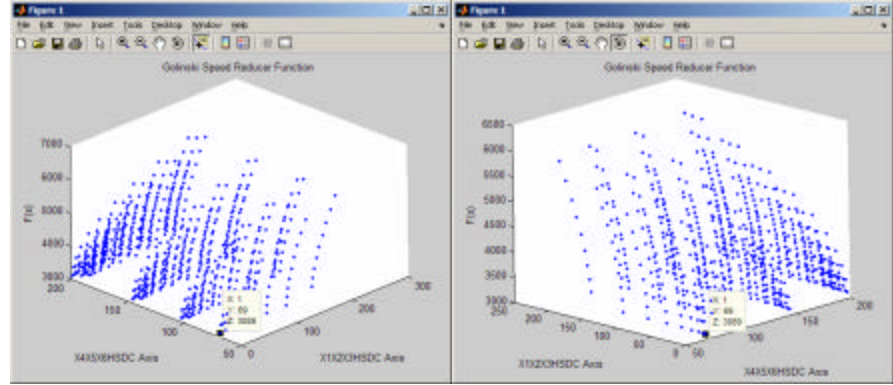 Figure 1
File Edit View Insert Tools Desktop Window Help
Golinski Speed Reducer Function
7000
6000
5000
4000
3000
F(x)
200
150
100
50
0
100
200
300
X: 1
Y: 69
Z: 3089
X4X5X6HSDC Axis
X1X2X3HSDC Axis
Figure 1
File Edit View Insert Tools Desktop Window Help
Golinski Speed Reducer Function
6500
6000
5500
5000
4500
4000
3500
3000
F(x)
250
200
150
100
50
0
50
100
150
200
X: 1
Y: 69
Z: 3089
X1X2X3HSDC Axis
X4X5X6HSDC Axis